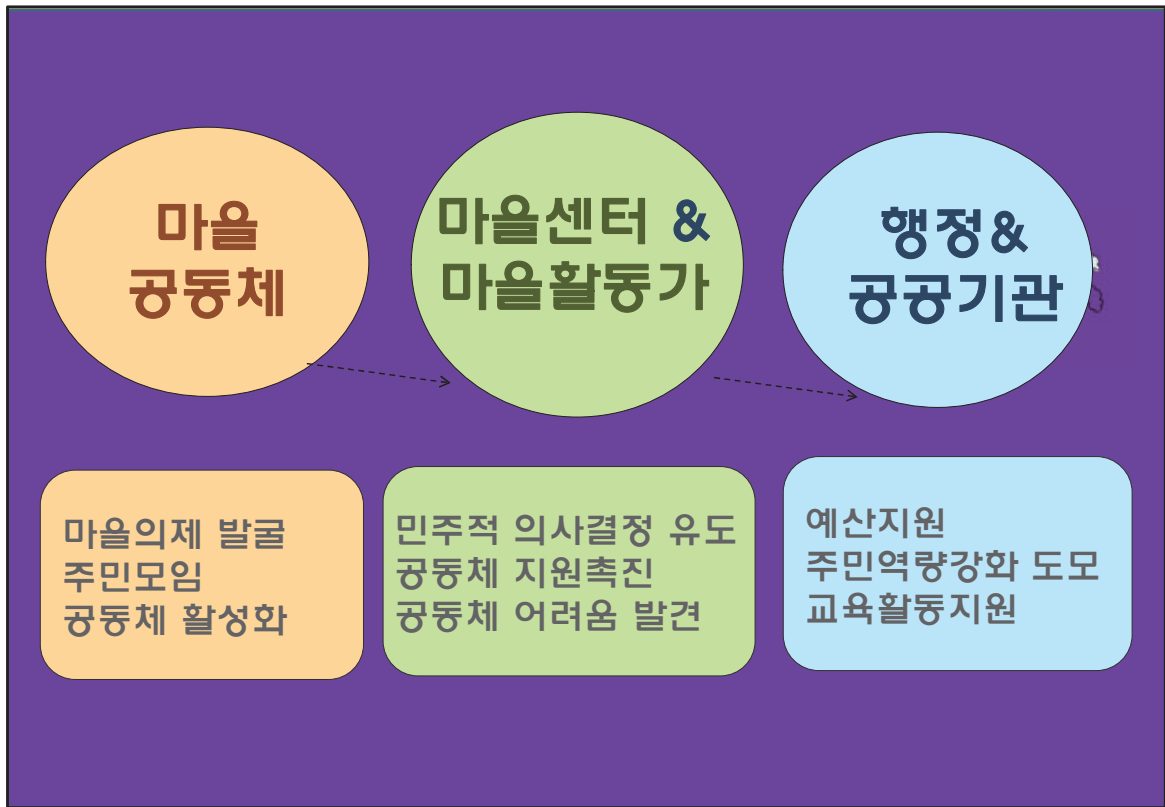 마을
공동체
마을센터 &
마을활동가
행정&
공공기관
마을의제 발굴
주민모임
공동체 활성화
민주적 의사결정 유도
공동체 지원촉진
공동체 어려움 발견
예산지원
주민역량강화 도모
교육활동지원